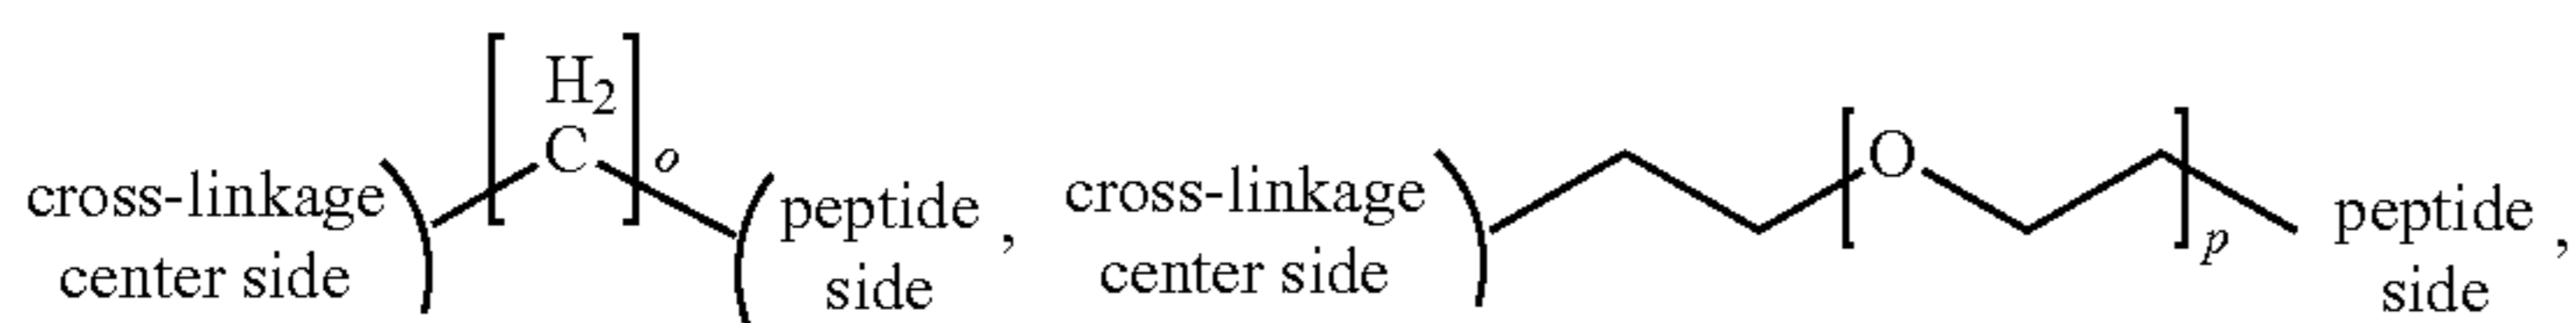 H2
C
o
cross-linkage
center side
peptide
side
,
cross-linkage
center side
O
p
peptide
side
,